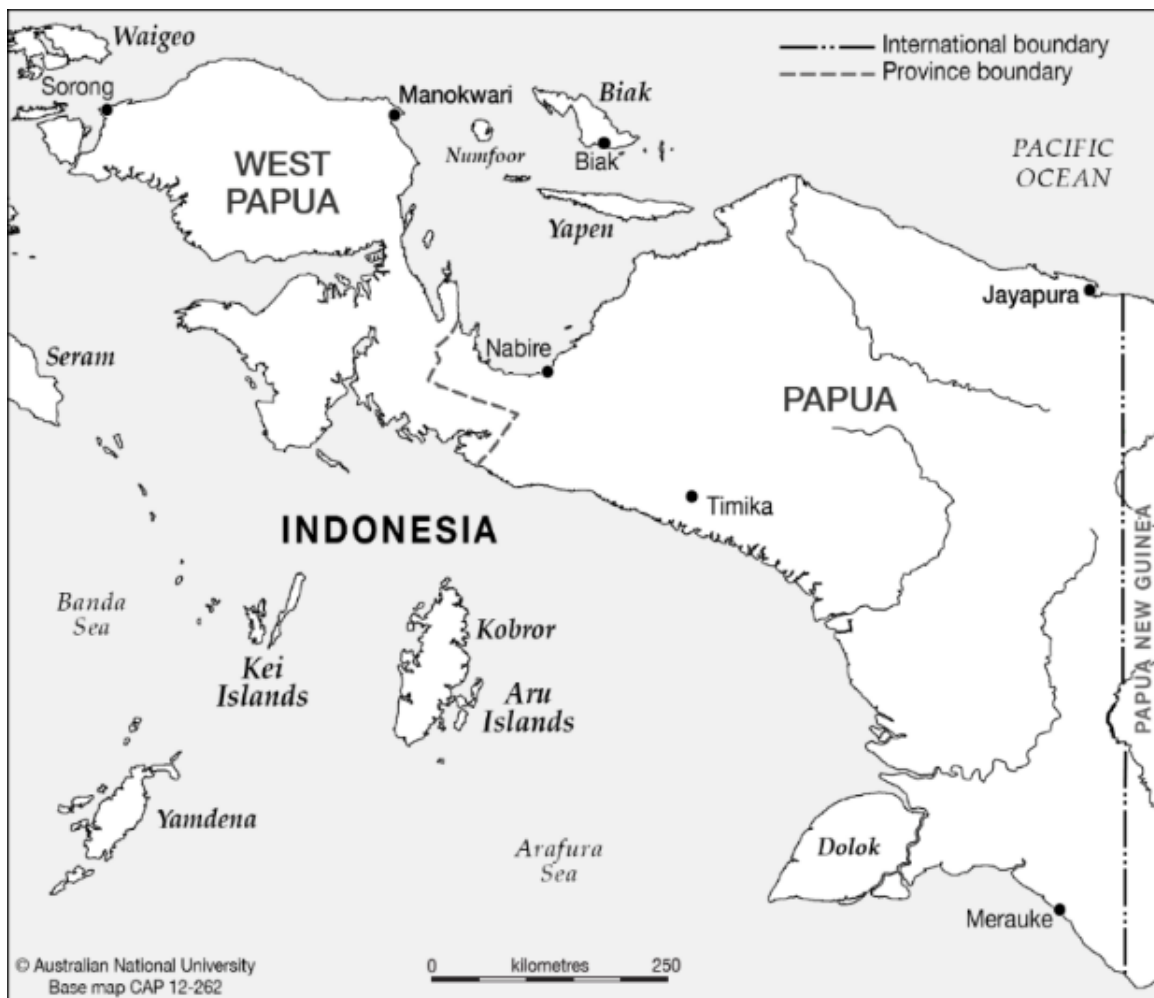 Waigeo
International boundary
Province boundary
Sorong
Manokwari
Biak
WEST
PAPUA
Numfoor
Biak
PACIFIC
OCEAN
Yapen
Jayapura
Seram
Nabire
PAPUA
Timika
INDONESIA
PAPUA NEW GUINEA
Banda
Sea
Kobror
Kei
Islands
Aru
Islands
Yamdena
Arafura
Sea
Dolok
Merauke
© Australian National University
Base map CAP 12-262
0 kilometres 250